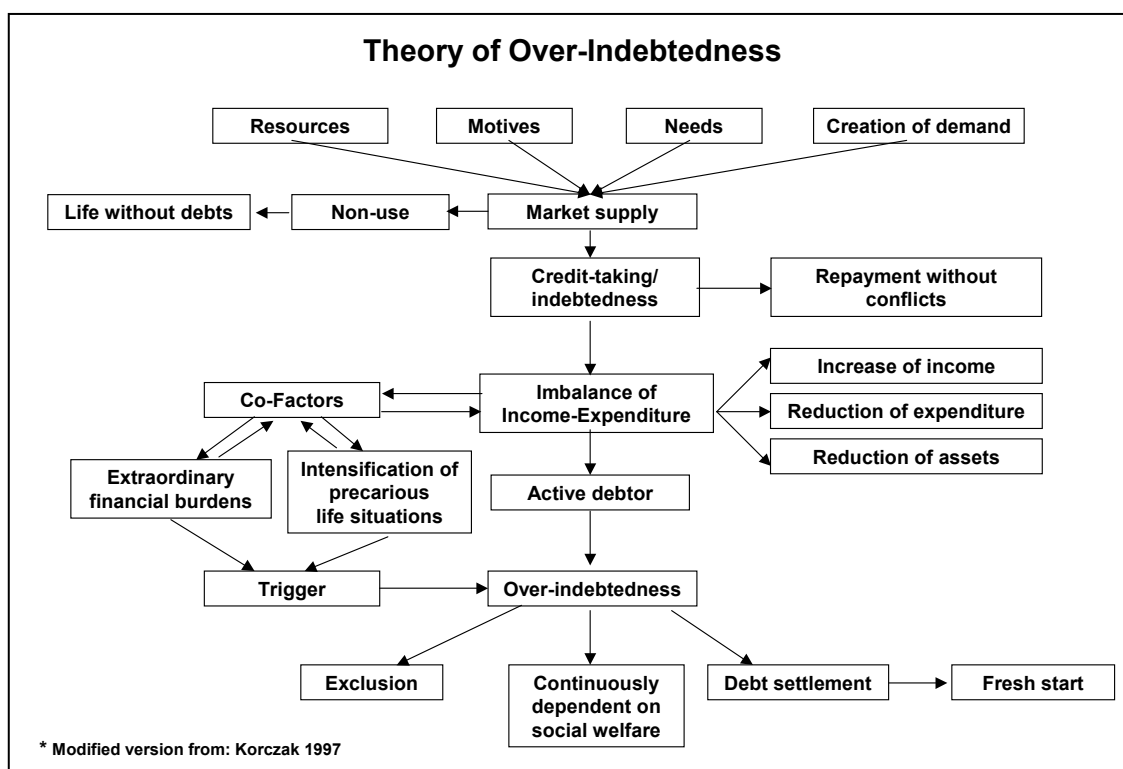 Theory of Over-Indebtedness
Resources
Motives
Needs
Creation of demand
Life without debts
Non-use
Market supply
Credit-taking/
indebtedness
Repayment without
conflicts
Increase of income
Co-Factors
Imbalance of
Income-Expenditure
Reduction of expenditure
Reduction of assets
Extraordinary
financial burdens
Intensification of
precarious
life situations
Active debtor
Trigger
Over-indebtedness
Exclusion
Continuously
dependent on
social welfare
Debt settlement
Fresh start
* Modified version from: Korczak 1997